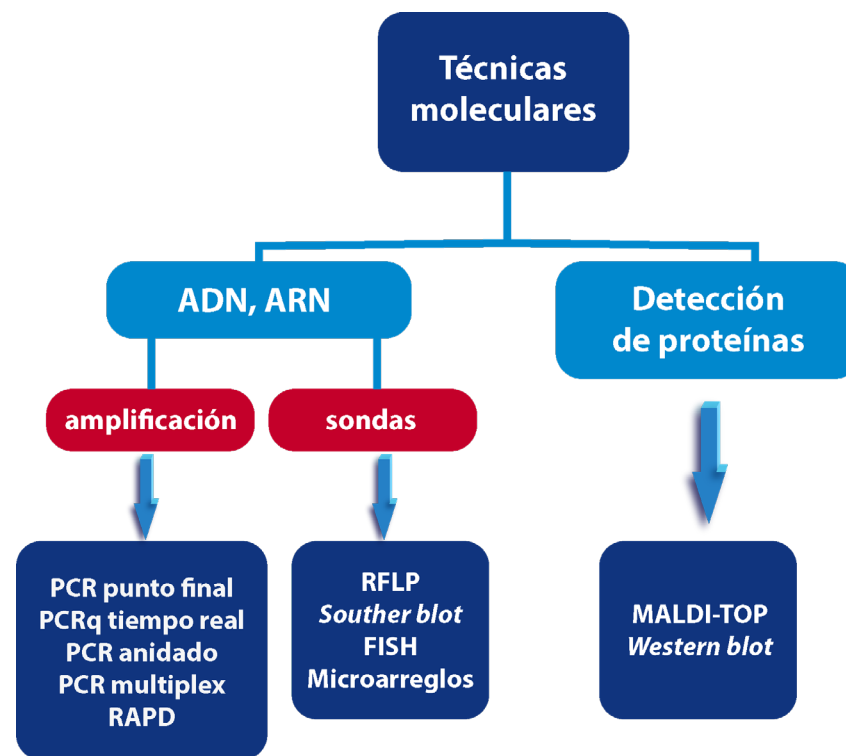 Técnicas
moleculares
ADN, ARN
Detección
de proteínas
amplificación
sondas
PCR punto final
PCRq tiempo real
PCR anidado
PCR multiplex
RAPD
RFLP
Souther blot
FISH
Microarreglos
MALDI-TOP
Western blot